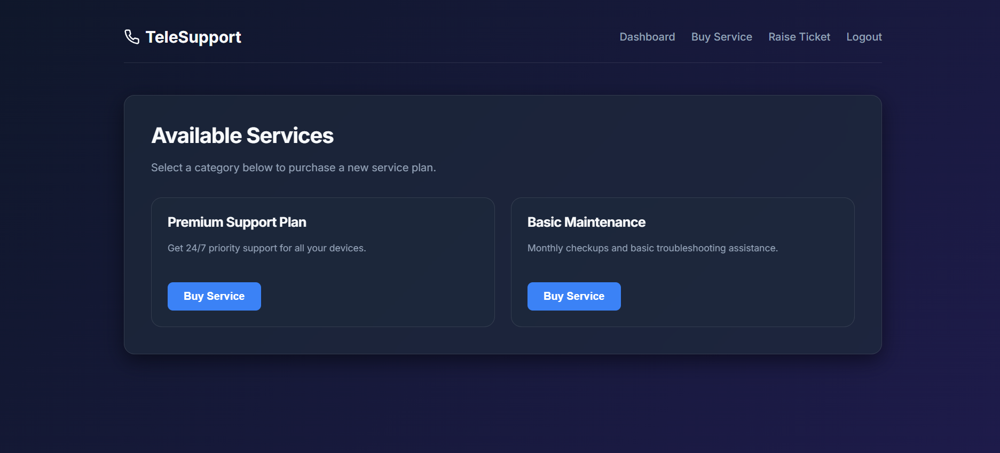 TeleSupport
Dashboard
Buy Service
Raise Ticket
Logout
Available Services
Select a category below to purchase a new service plan.
Premium Support Plan
Get 24/7 priority support for all your devices.
Buy Service
Basic Maintenance
Monthly checkups and basic troubleshooting assistance.
Buy Service